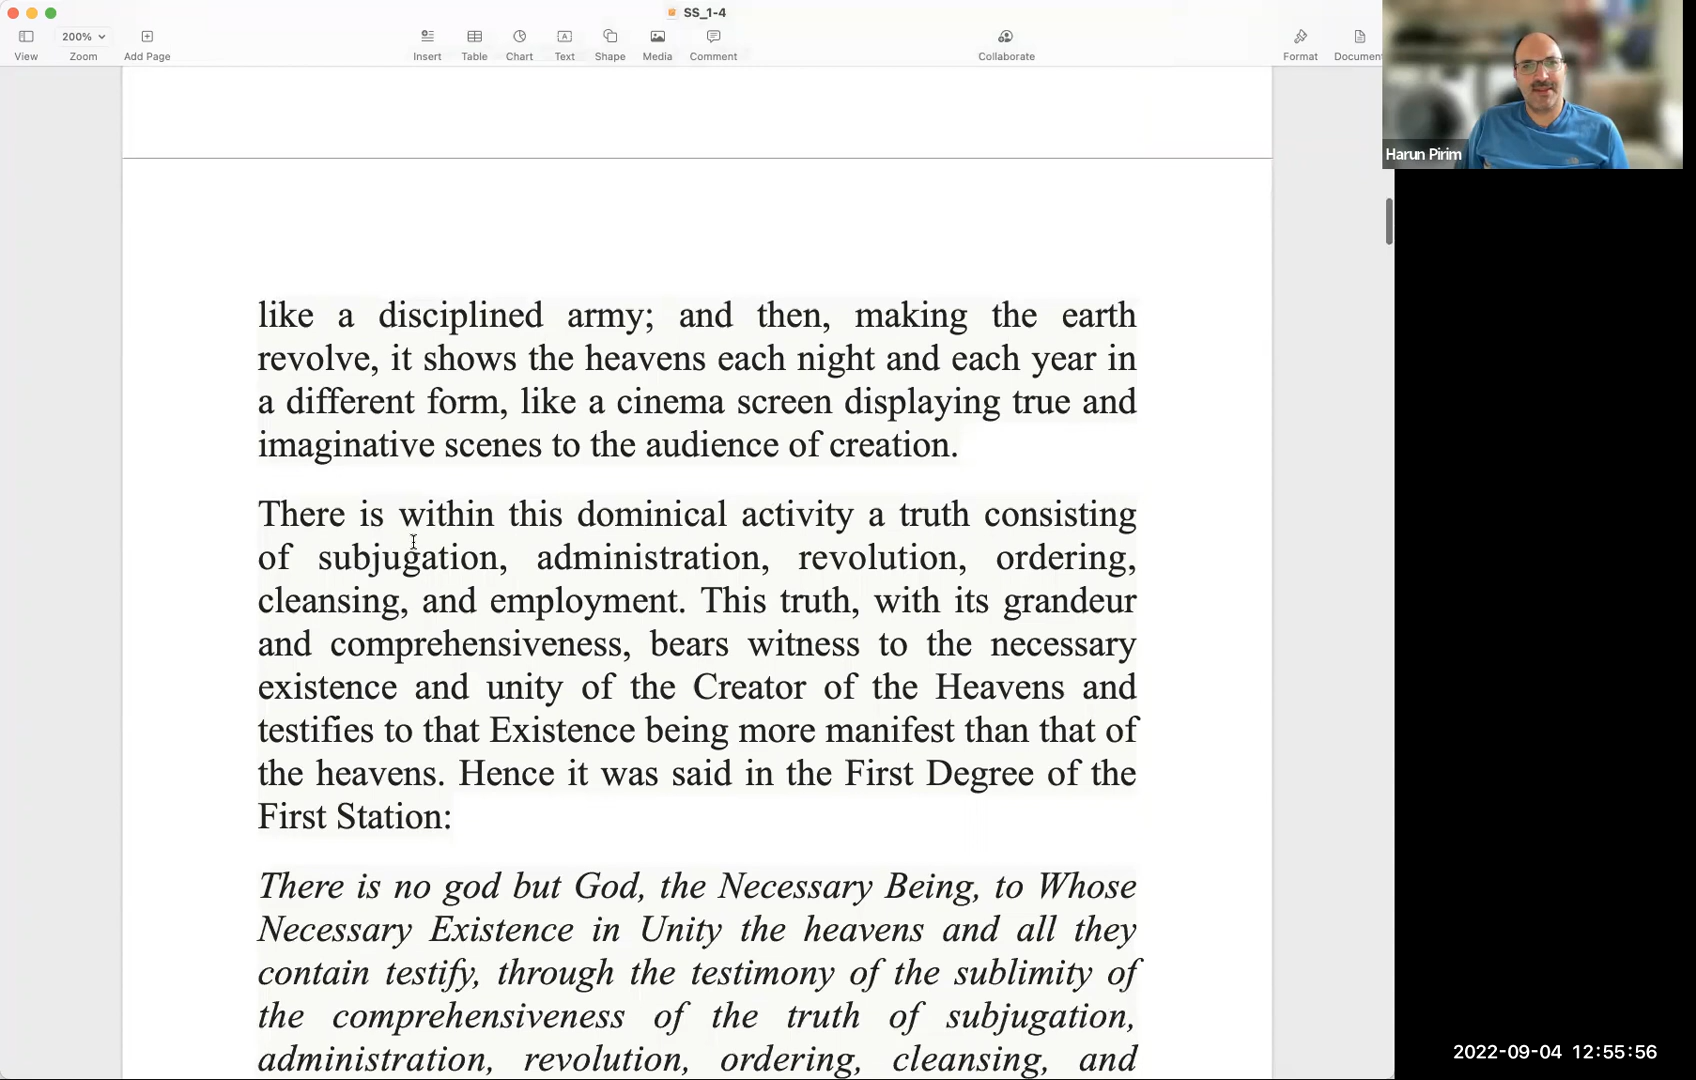 SS_1-4
200%
View
Zoom
Add Page
Insert
Table
Chart
Text
Shape
Media
Comment
Collaborate
Format
Documen
Harun Pirim
like a disciplined army; and then, making the earth
revolve, it shows the heavens each night and each year in
a different form, like a cinema screen displaying true and
imaginative scenes to the audience of creation.
There is within this dominical activity a truth consisting
of subjugation, administration, revolution, ordering,
cleansing, and employment. This truth, with its grandeur
and comprehensiveness, bears witness to the necessary
existence and unity of the Creator of the Heavens and
testifies to that Existence being more manifest than that of
the heavens. Hence it was said in the First Degree of the
First Station:
There is no god but God, the Necessary Being, to Whose
Necessary Existence in Unity the heavens and all they
contain testify, through the testimony of the sublimity of
the comprehensiveness of the truth of subjugation,
administration, revolution, ordering, cleansing, and
2022-09-04 12:55:56